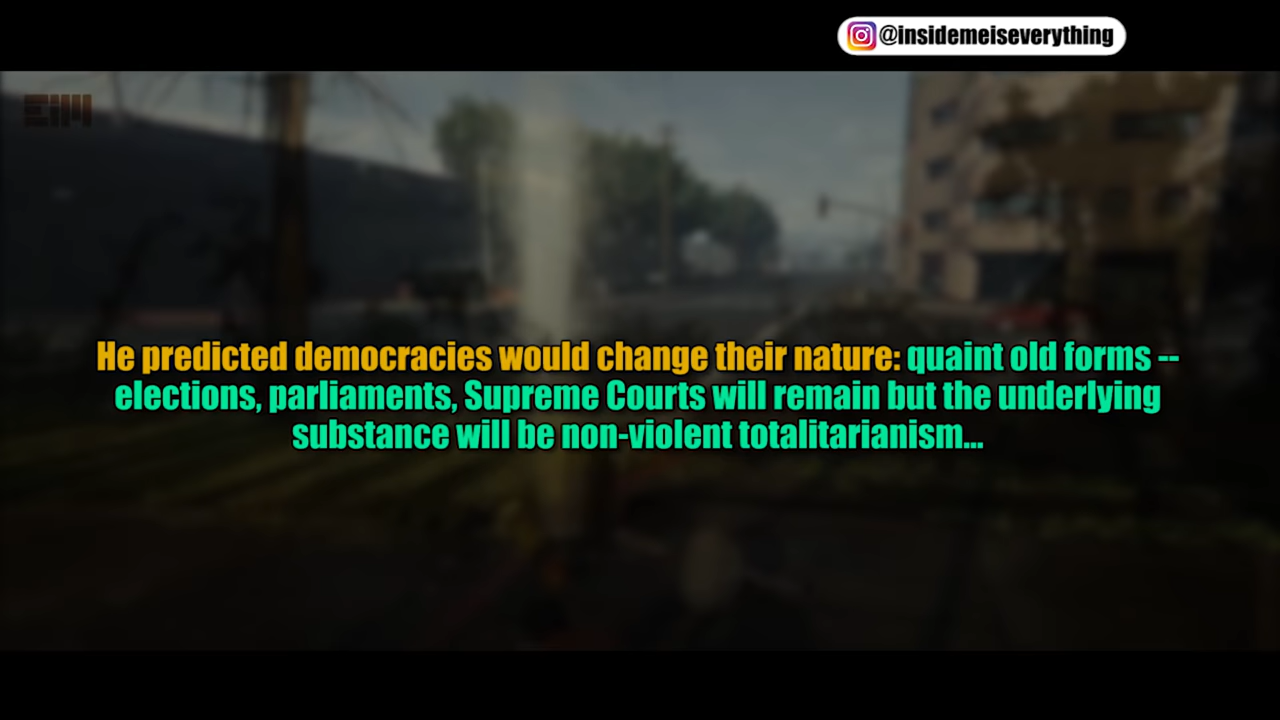 @insidemeiseverything
EIM
He predicted democracies would change their nature: quaint old forms --
elections, parliaments, Supreme Courts will remain but the underlying
substance will be non-violent totalitarianism...